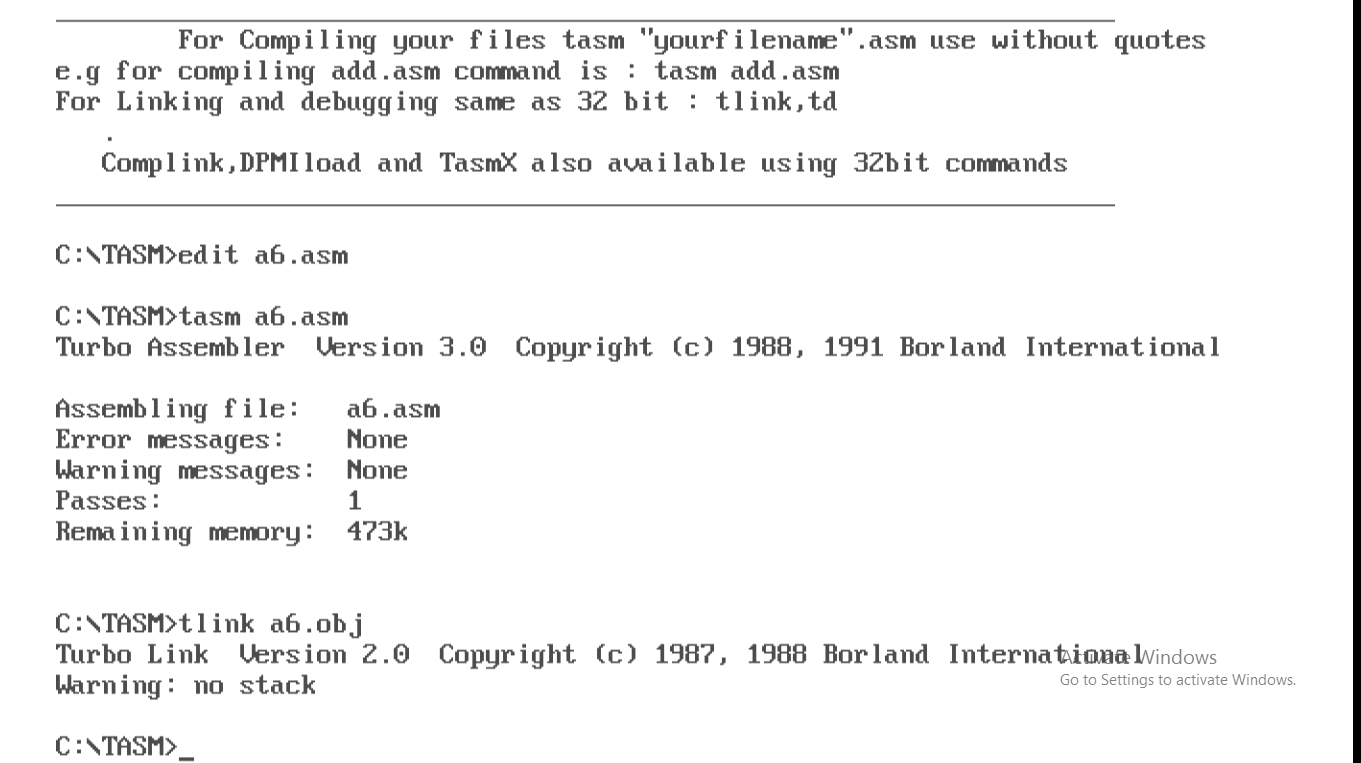 For Compiling your files tasm "yourfilename".asm use without quotes
e.g for compiling add.asm command is : tasm add.asm
For Linking and debugging same as 32 bit : tlink,td
.
Complink,DPMIload and TasmX also available using 32bit commands
C:\TASM>edit a6.asm
C:\TASM>tasm a6.asm
Turbo Assembler  Version 3.0  Copyright (c) 1988, 1991 Borland International
Assembling file:   a6.asm
Error messages:    None
Warning messages:  None
Passes:            1
Remaining memory:  473k
C:\TASM>tlink a6.obj
Turbo Link  Version 2.0  Copyright (c) 1987, 1988 Borland International
Warning: no stack
C:\TASM>_
Activate Windows
Go to Settings to activate Windows.